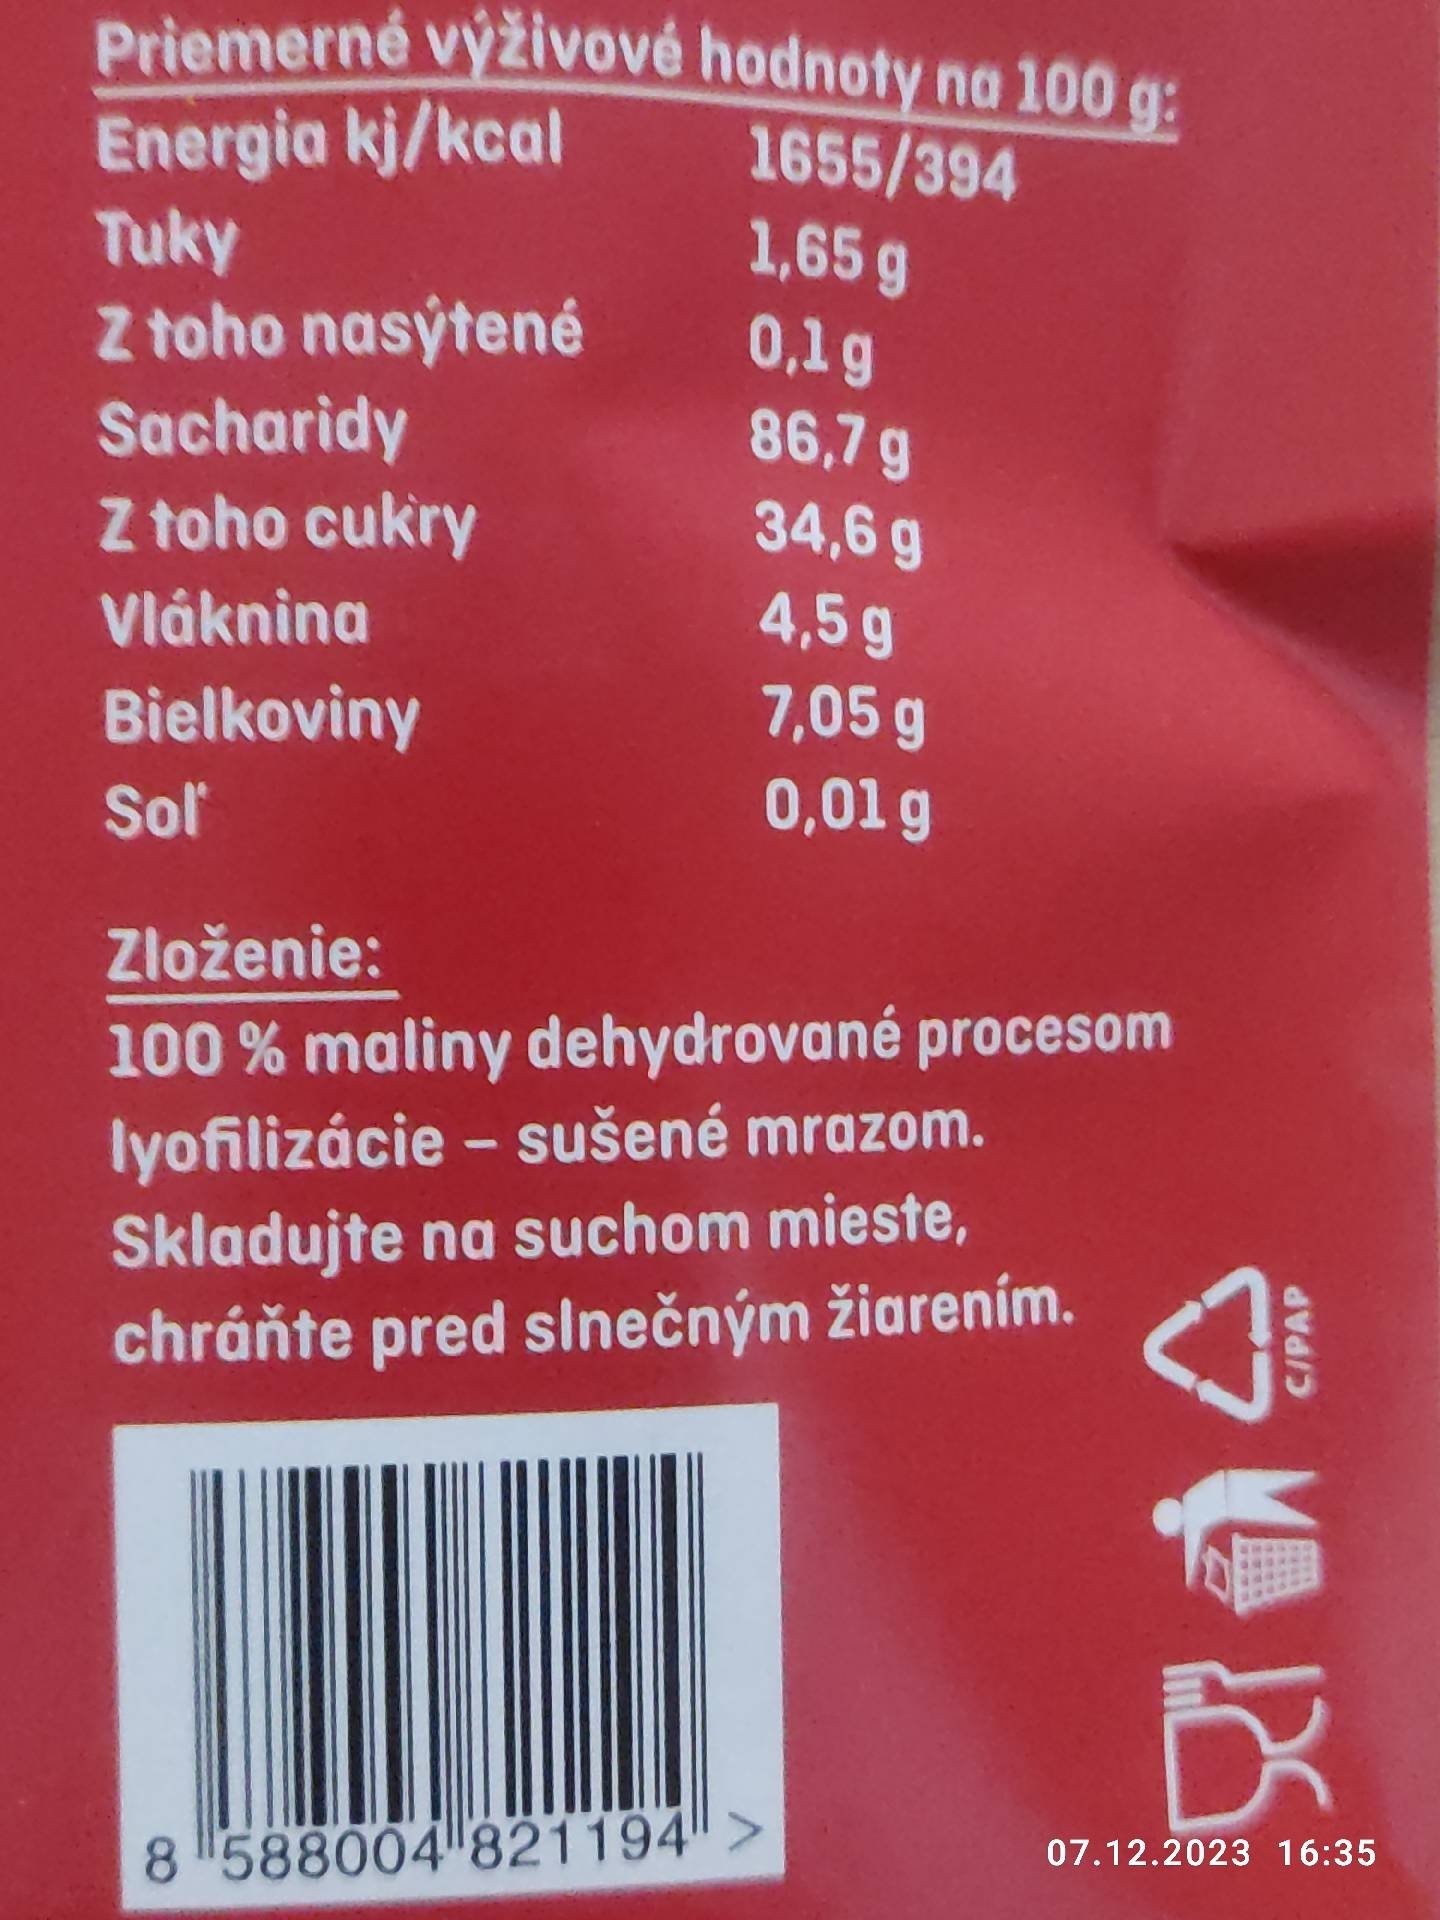 Priemerné výživové hodnoty na 100 g:
Energia kj/kcal 1655/394
Tuky 1,65 g
Z toho nasýtené 0,1 g
Sacharidy 86,7 g
Z toho cukry 34,6 g
Vláknina 4,5 g
Bielkoviny 7,05 g
Soľ 0,01 g
Zloženie:
100 % maliny dehydrované procesom
lyofilizácie – sušené mrazom.
Skladujte na suchom mieste,
chráňte pred slnečným žiarením.
C/PAP
8 588004 821194 >
07.12.2023 16:35